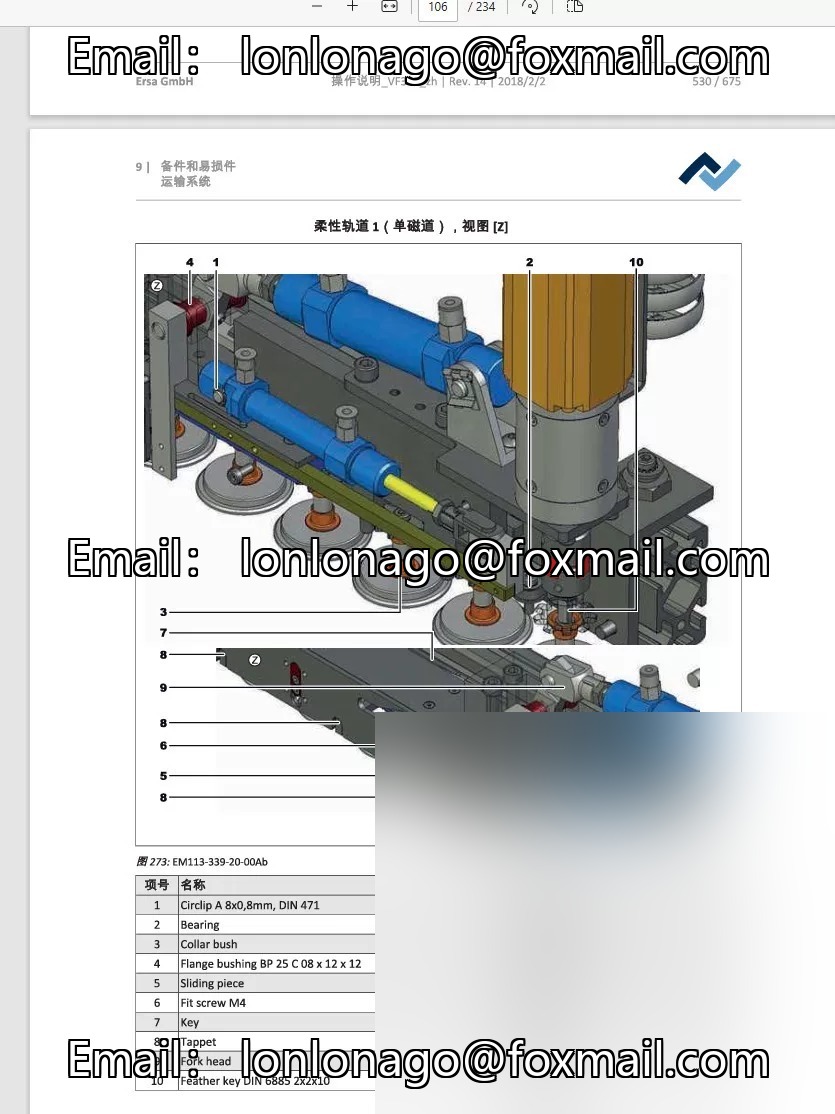 106 / 234
Email： lonlonago@foxmail.com
Ersa GmbH 操作说明_VF3 _zh | Rev. 14 | 2018/2/2 530 / 675
9 | 备件和易损件
运输系统
柔性轨道 1（单磁道），视图 [Z]
4 1 2 10
Z
Email： lonlonago@foxmail.com
3
7
8
Z
9
8
6
5
8
图 273: EM113-339-20-00Ab
项号 名称
1 Circlip A 8x0,8mm, DIN 471
2 Bearing
3 Collar bush
4 Flange bushing BP 25 C 08 x 12 x 12
5 Sliding piece
6 Fit screw M4
7 Key
8 Tappet
Email： lonlonago@foxmail.com
9 Fork head
10 Feather key DIN 6885 2x2x10